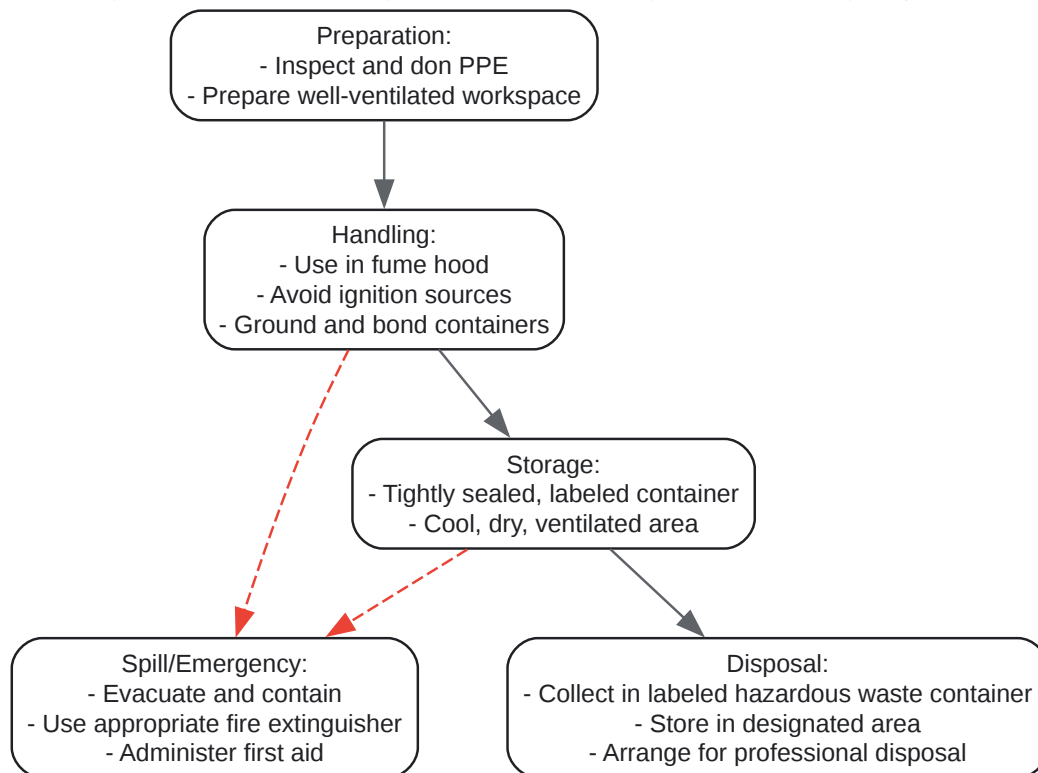 Preparation:
- Inspect and don PPE
- Prepare well-ventilated workspace
Handling:
- Use in fume hood
- Avoid ignition sources
- Ground and bond containers
Storage:
- Tightly sealed, labeled container
- Cool, dry, ventilated area
Spill/Emergency:
- Evacuate and contain
- Use appropriate fire extinguisher
- Administer first aid
Disposal:
- Collect in labeled hazardous waste container
- Store in designated area
- Arrange for professional disposal